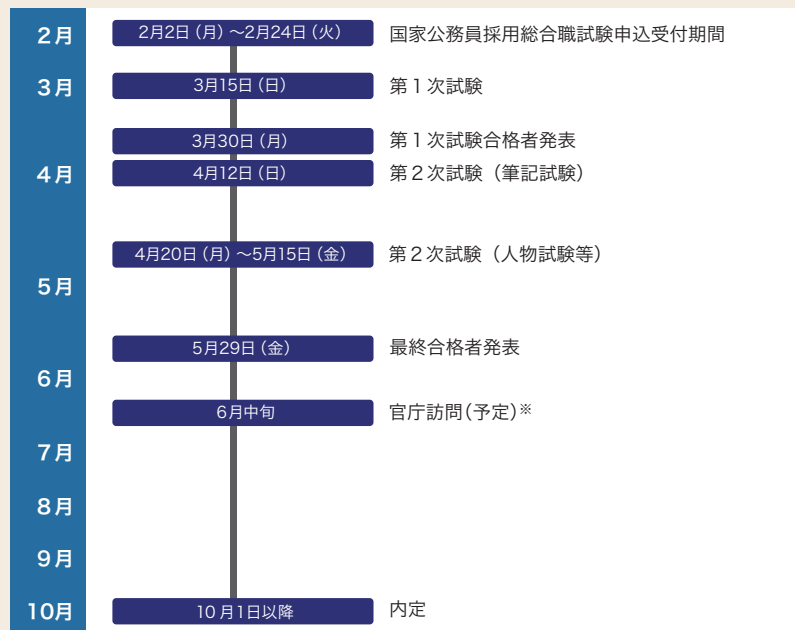 2月 2月2日（月）～2月24日（火） 国家公務員採用総合職試験申込受付期間
3月 3月15日（日） 第１次試験
3月30日（月） 第１次試験合格者発表
4月 4月12日（日） 第２次試験（筆記試験）
4月20日（月）～5月15日（金） 第２次試験（人物試験等）
5月
5月29日（金） 最終合格者発表
6月
6月中旬 官庁訪問（予定）※
7月
8月
9月
10月 10月1日以降 内定